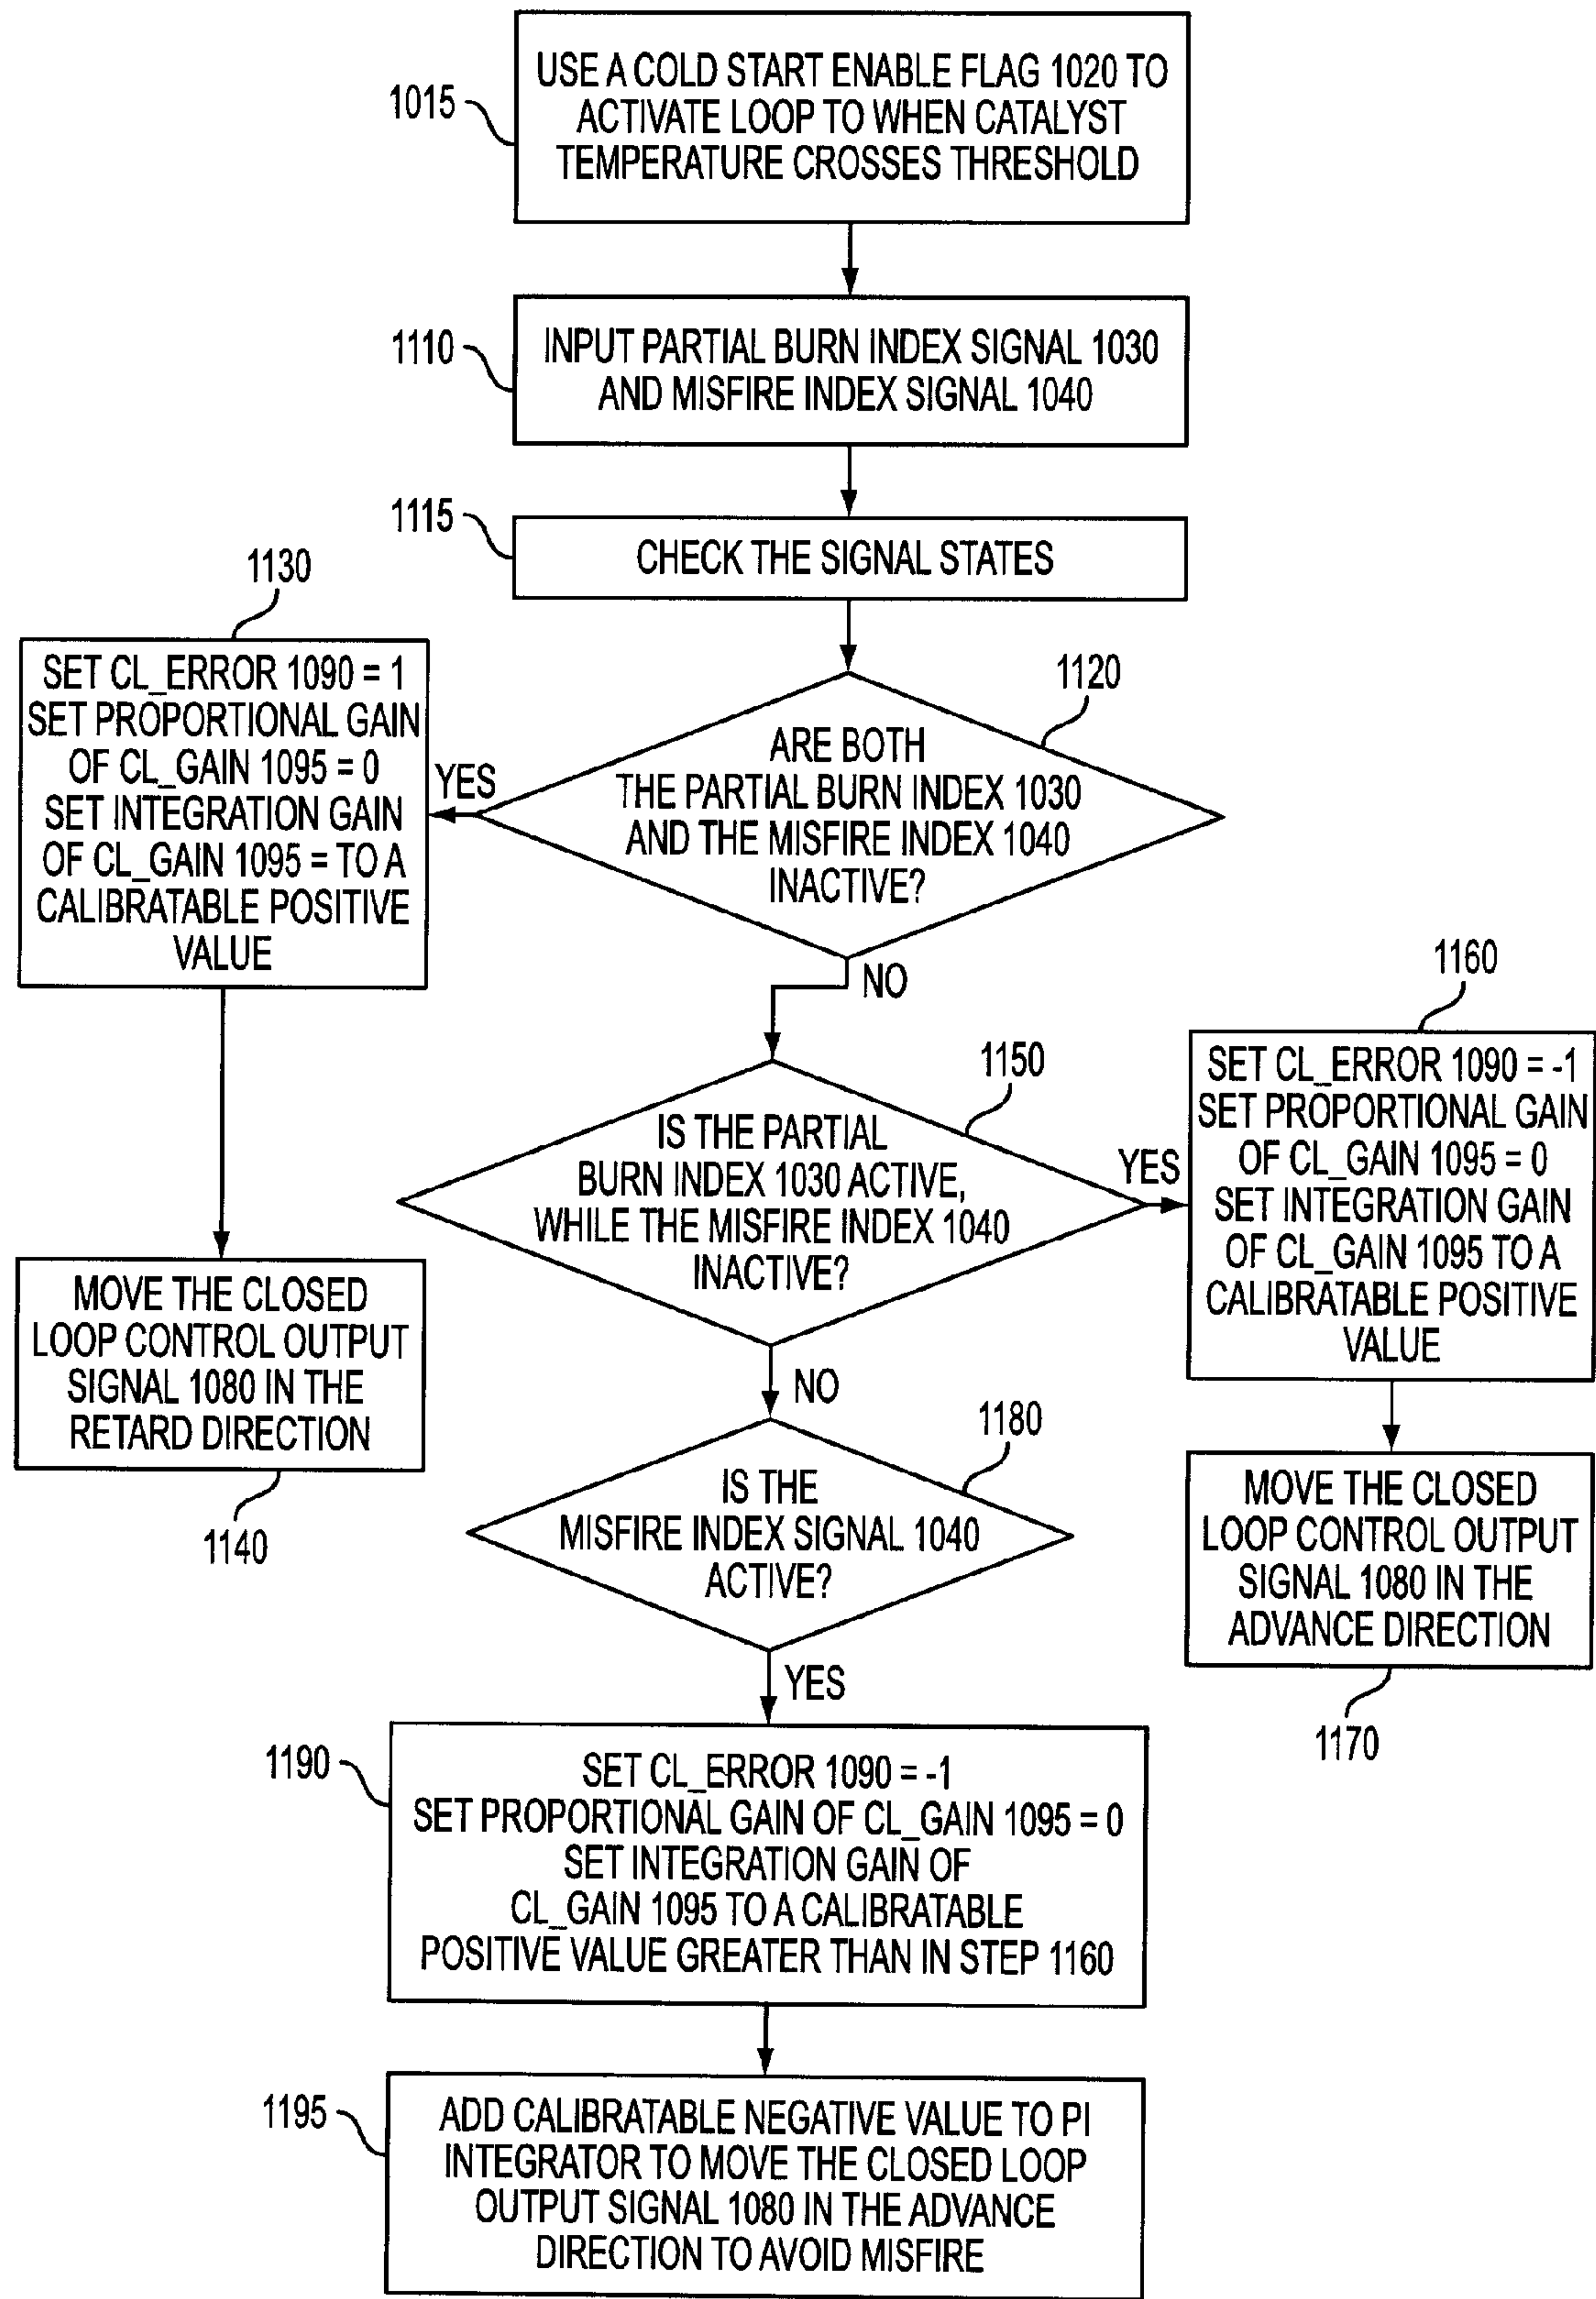 USE A COLD START ENABLE FLAG 1020 TO
ACTIVATE LOOP TO WHEN CATALYST
TEMPERATURE CROSSES THRESHOLD
1015
INPUT PARTIAL BURN INDEX SIGNAL 1030
AND MISFIRE INDEX SIGNAL 1040
1110
1115
CHECK THE SIGNAL STATES
1130
SET CL_ERROR 1090 = 1
SET PROPORTIONAL GAIN
OF CL_GAIN 1095 = 0
SET INTEGRATION GAIN
OF CL_GAIN 1095 = TO A
CALIBRATABLE POSITIVE
VALUE
YES
1120
ARE BOTH
THE PARTIAL BURN INDEX 1030
AND THE MISFIRE INDEX 1040
INACTIVE?
NO
1160
1150
IS THE PARTIAL
BURN INDEX 1030 ACTIVE,
WHILE THE MISFIRE INDEX 1040
INACTIVE?
YES
SET CL_ERROR 1090 = -1
SET PROPORTIONAL GAIN
OF CL_GAIN 1095 = 0
SET INTEGRATION GAIN
OF CL_GAIN 1095 TO A
CALIBRATABLE POSITIVE
VALUE
MOVE THE CLOSED
LOOP CONTROL OUTPUT
SIGNAL 1080 IN THE
RETARD DIRECTION
1140
NO
1180
IS THE
MISFIRE INDEX SIGNAL 1040
ACTIVE?
YES
MOVE THE CLOSED
LOOP CONTROL OUTPUT
SIGNAL 1080 IN THE
ADVANCE DIRECTION
1170
1190
SET CL_ERROR 1090 = -1
SET PROPORTIONAL GAIN OF CL_GAIN 1095 = 0
SET INTEGRATION GAIN OF
CL_GAIN 1095 TO A CALIBRATABLE
POSITIVE VALUE GREATER THAN IN STEP 1160
1195
ADD CALIBRATABLE NEGATIVE VALUE TO PI
INTEGRATOR TO MOVE THE CLOSED LOOP
OUTPUT SIGNAL 1080 IN THE ADVANCE
DIRECTION TO AVOID MISFIRE